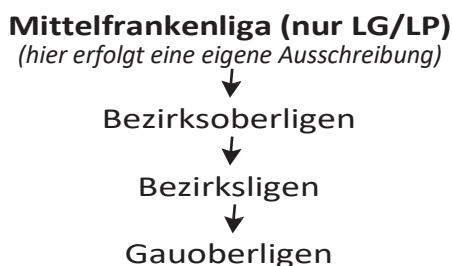 Mittelfrankenliga (nur LG/LP)
(hier erfolgt eine eigene Ausschreibung)
Bezirksoberligen
Bezirksligen
Gauoberligen